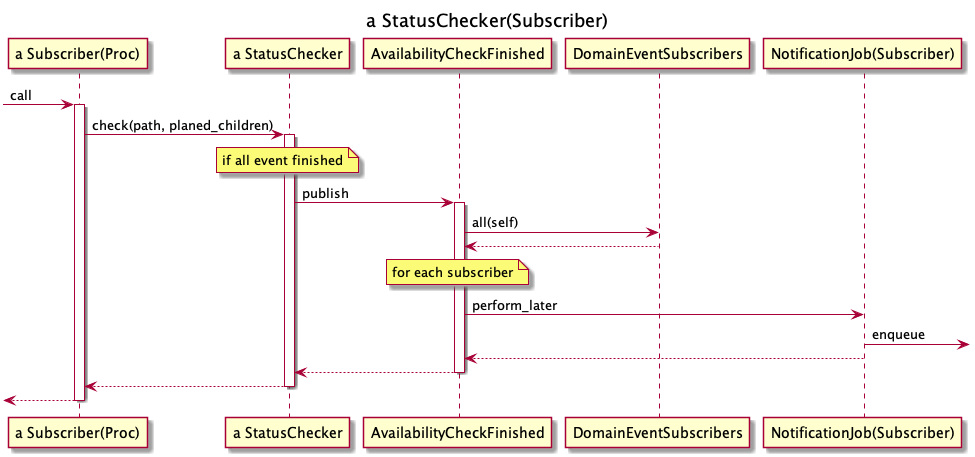 a StatusChecker(Subscriber)
a Subscriber(Proc)
a StatusChecker
AvailabilityCheckFinished
DomainEventSubscribers
NotificationJob(Subscriber)
call
check(path, planed_children)
if all event finished
publish
all(self)
for each subscriber
perform_later
enqueue
a Subscriber(Proc)
a StatusChecker
AvailabilityCheckFinished
DomainEventSubscribers
NotificationJob(Subscriber)